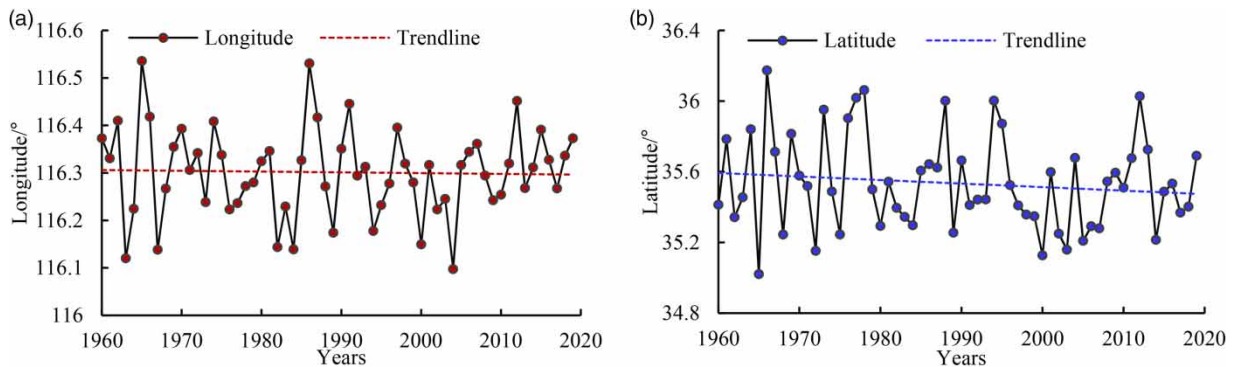 (a)
116.6
Longitude Trendline
116.5
116.4
116.3
116.2
116.1
116
Longitude/°
1960 1970 1980 1990 2000 2010 2020
Years
(b)
36.4
Latitude Trendline
36
35.6
35.2
34.8
Latitude/°
1960 1970 1980 1990 2000 2010 2020
Years